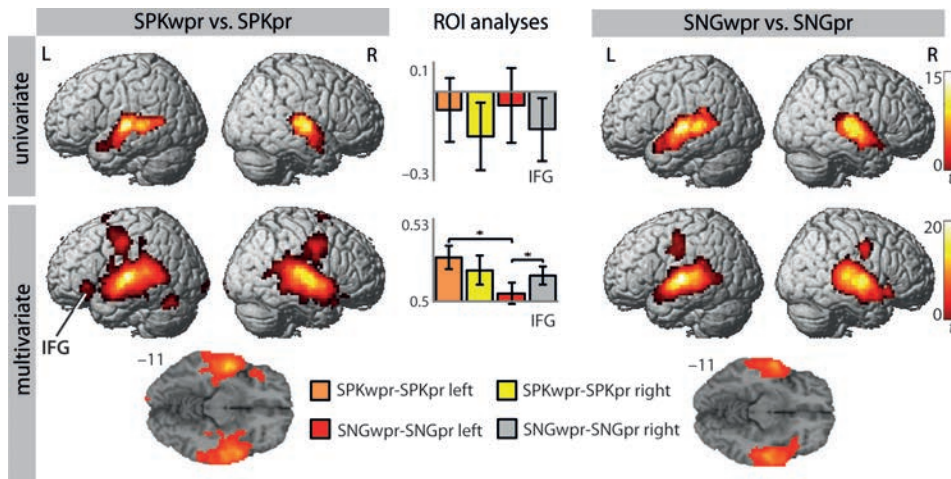 SPKwpr vs. SPKpr
ROI analyses
SNGwpr vs. SNGpr
univariate
L
R
0.1
−0.3
IFG
L
R
15
0
multivariate
IFG
0.53
*
*
0.5
IFG
20
0
−11
−11
SPKwpr-SPKpr left
SPKwpr-SPKpr right
SNGwpr-SNGpr left
SNGwpr-SNGpr right